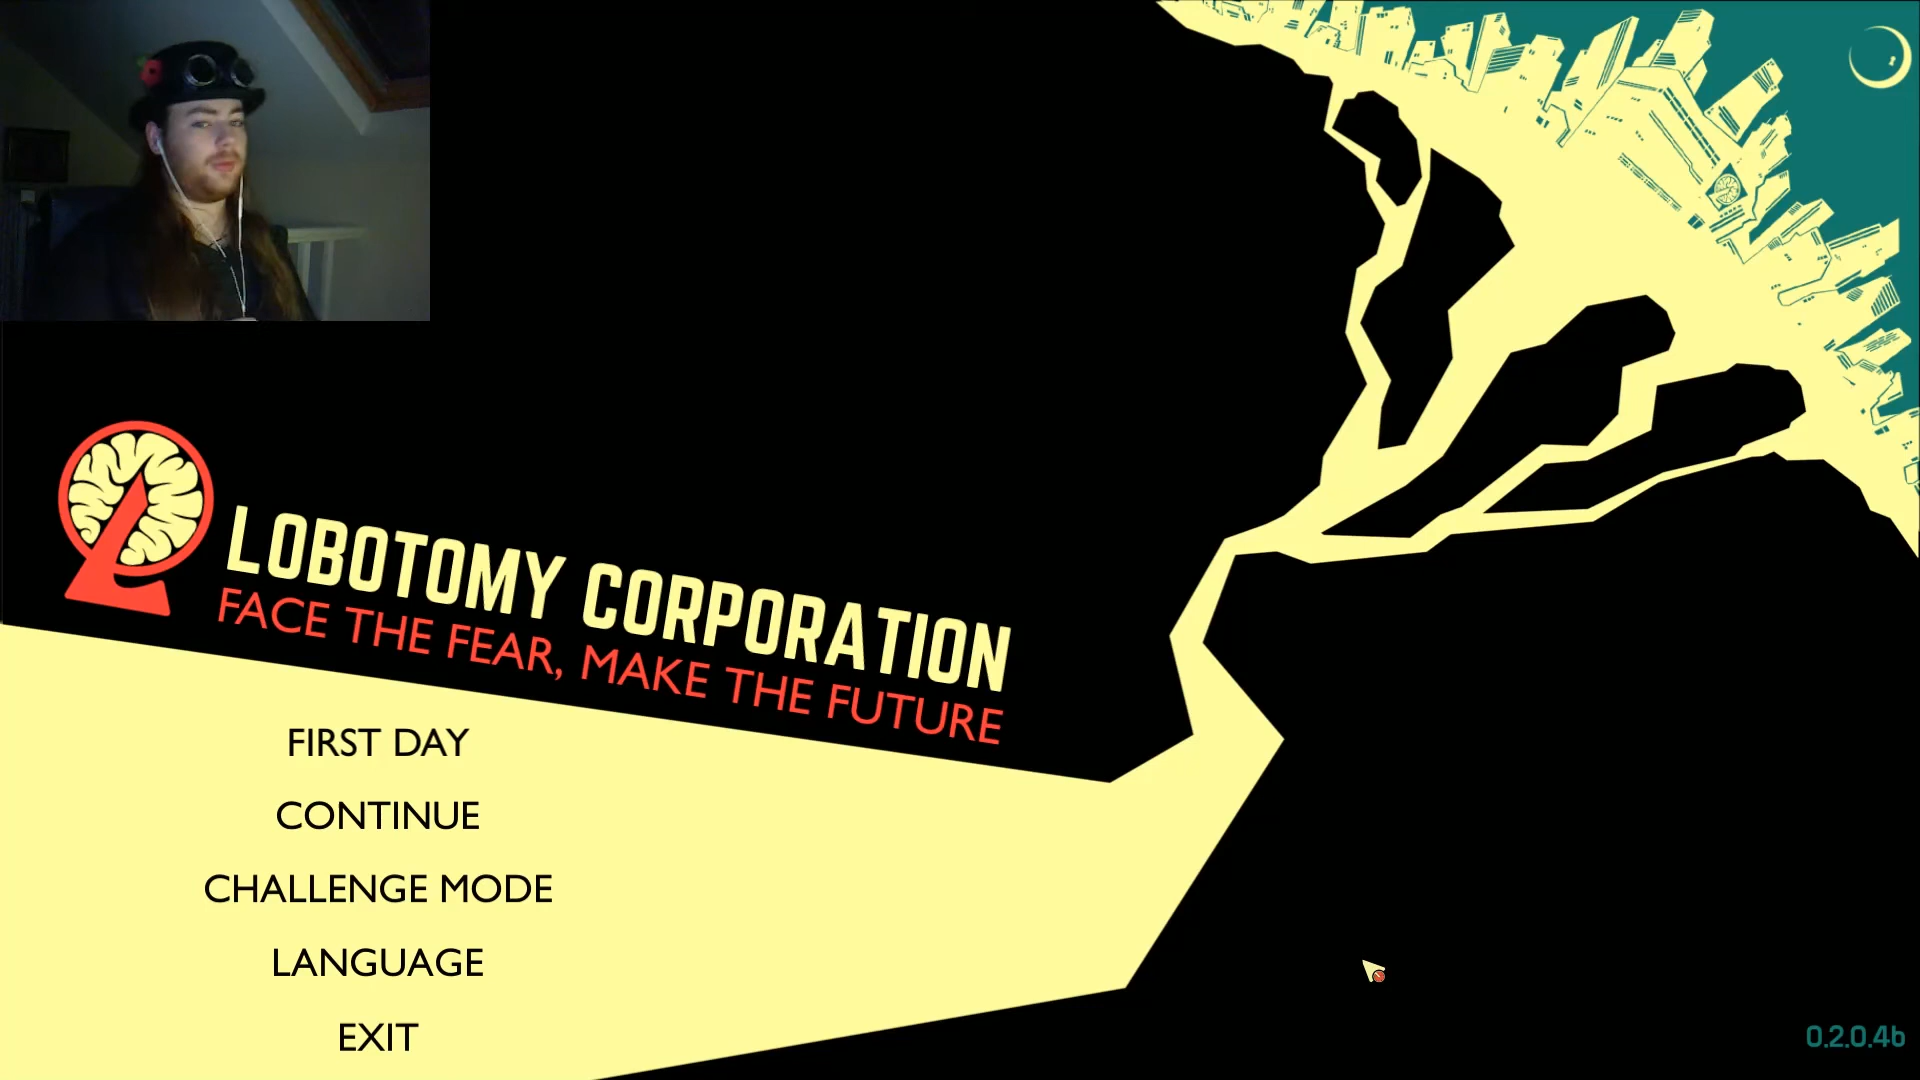 LOBOTOMY CORPORATION
FACE THE FEAR, MAKE THE FUTURE
FIRST DAY
CONTINUE
CHALLENGE MODE
LANGUAGE
EXIT
0.2.0.4b